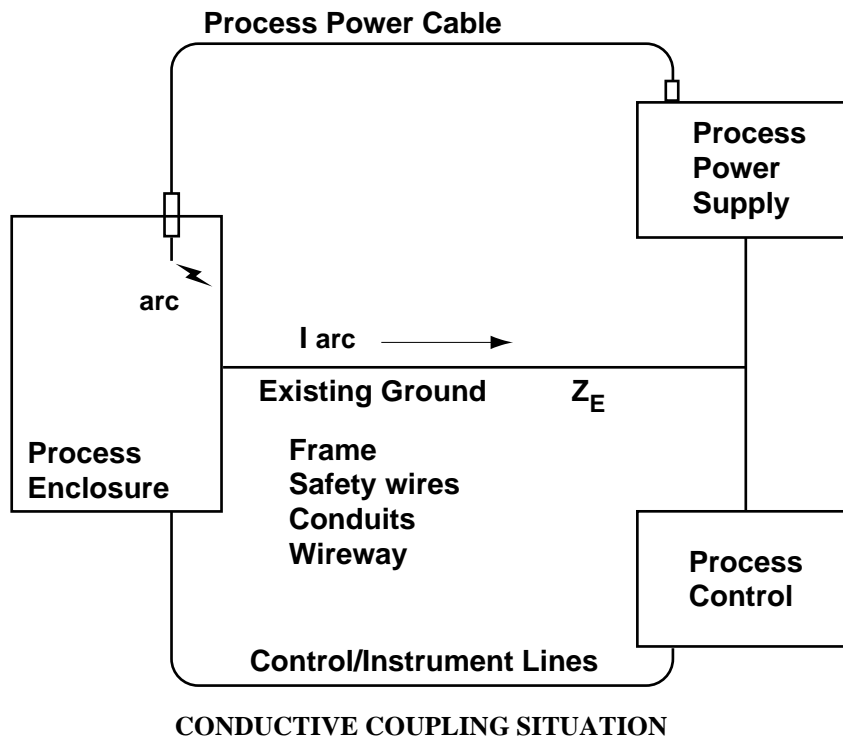 Process Power Cable
Process
Power
Supply
arc
I arc
Existing Ground
Z_E
Frame
Safety wires
Conduits
Wireway
Process
Enclosure
Process
Control
Control/Instrument Lines
CONDUCTIVE COUPLING SITUATION